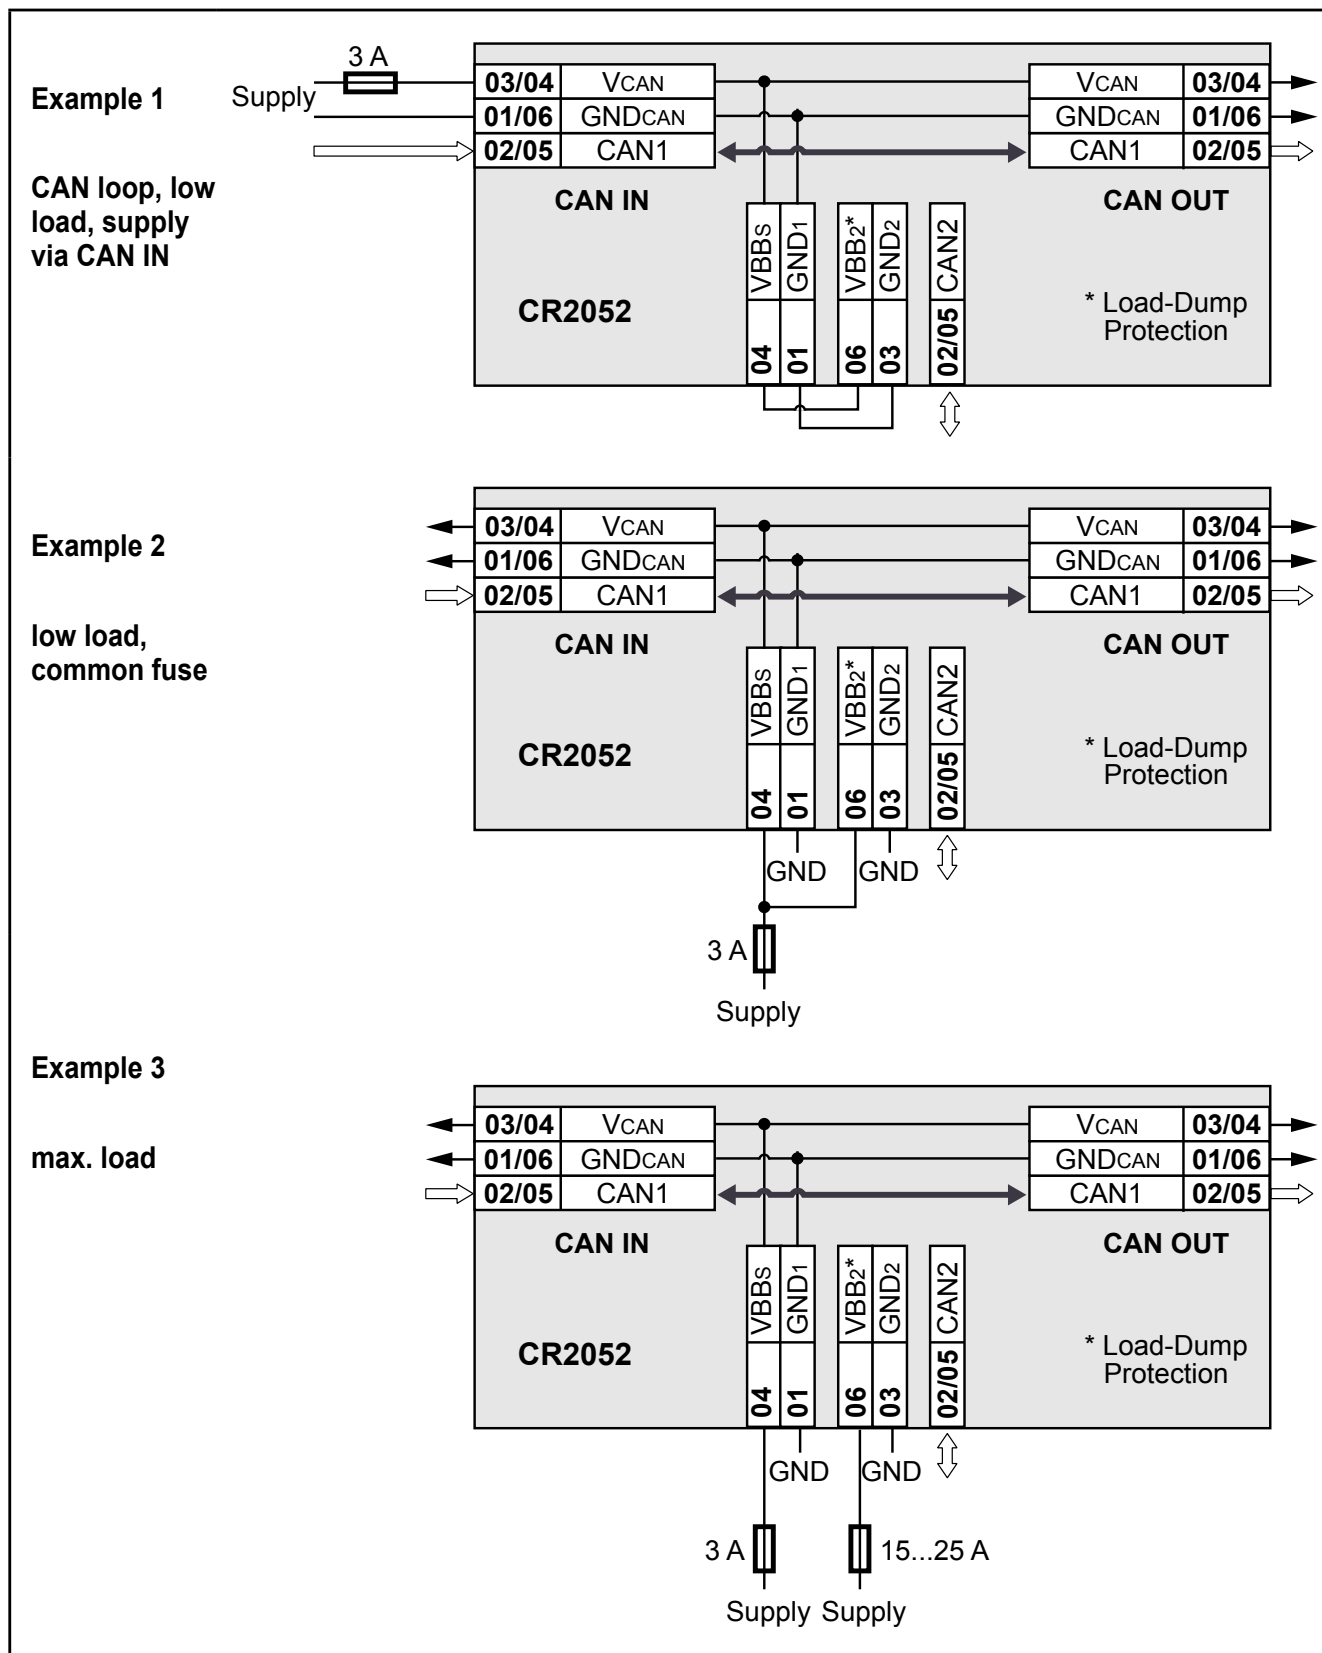 3 A
Example 1
Supply
03/04 VCAN VCAN 03/04
01/06 GNDCAN GNDCAN 01/06
02/05 CAN1 CAN1 02/05
CAN loop, low
load, supply
via CAN IN
CAN IN
CAN OUT
VBBS
GND1
VBB2*
GND2
CAN2
CR2052
* Load-Dump
Protection
04
01
06
03
02/05
Example 2
03/04 VCAN VCAN 03/04
01/06 GNDCAN GNDCAN 01/06
02/05 CAN1 CAN1 02/05
low load,
common fuse
CAN IN
CAN OUT
VBBS
GND1
VBB2*
GND2
CAN2
CR2052
* Load-Dump
Protection
04
01
06
03
02/05
GND GND
3 A
Supply
Example 3
03/04 VCAN VCAN 03/04
01/06 GNDCAN GNDCAN 01/06
02/05 CAN1 CAN1 02/05
max. load
CAN IN
CAN OUT
VBBS
GND1
VBB2*
GND2
CAN2
CR2052
* Load-Dump
Protection
04
01
06
03
02/05
GND GND
3 A 15...25 A
Supply Supply